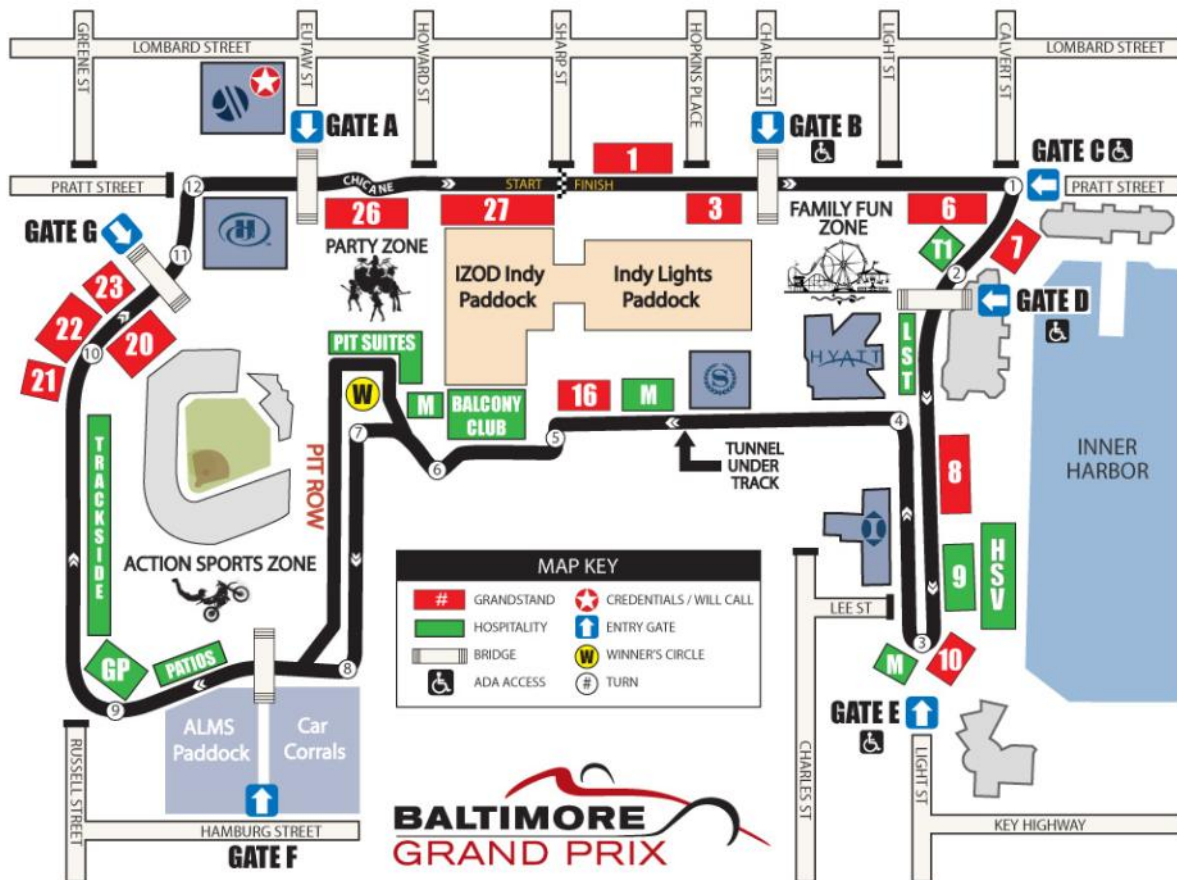 GREENE ST
EUTAW ST
HOWARD ST
SHARP ST
HOPKINS PLACE
CHARLES ST
LIGHT ST
CALVERT ST
LOMBARD STREET
LOMBARD STREET
GATE A
GATE B
GATE C
1
PRATT STREET
12
CHICANE
START
FINISH
1
PRATT STREET
26
27
3
6
GATE G
H
PARTY ZONE
FAMILY FUN
ZONE
T1
7
11
2
23
IZOD Indy
Paddock
Indy Lights
Paddock
GATE D
22
20
10
21
PIT SUITES
HYATT
LST
W
M
BALCONY
CLUB
16
M
S
7
5
4
6
TUNNEL
UNDER
TRACK
INNER
HARBOR
TRACKSIDE
PIT ROW
8
ACTION SPORTS ZONE
MAP KEY
# GRANDSTAND
CREDENTIALS / WILL CALL
HOSPITALITY
ENTRY GATE
BRIDGE
W WINNER'S CIRCLE
ADA ACCESS
# TURN
9
HSV
LEE ST
3
M
10
GP
PATIOS
8
9
GATE E
ALMS
Paddock
Car
Corrals
RUSSELL STREET
CHARLES ST
LIGHT ST
HAMBURG STREET
GATE F
KEY HIGHWAY
BALTIMORE
GRAND PRIX